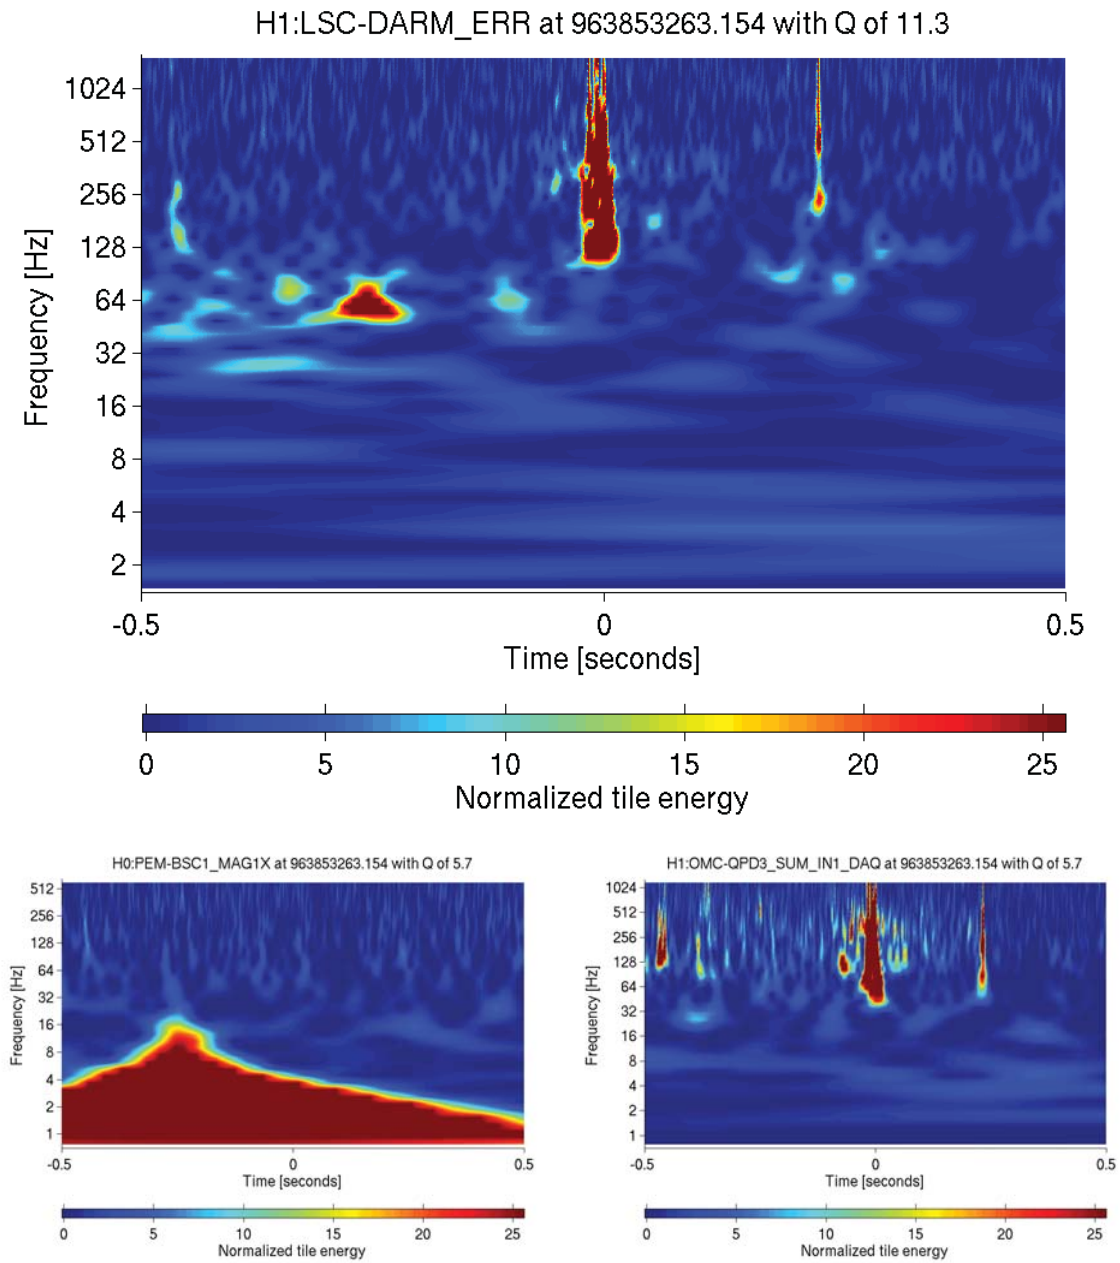 H1:LSC-DARM_ERR at 963853263.154 with Q of 11.3
Frequency [Hz]
1024
512
256
128
64
32
16
8
4
2
-0.5 0 0.5
Time [seconds]
0 5 10 15 20 25
Normalized tile energy
H0:PEM-BSC1_MAG1X at 963853263.154 with Q of 5.7
Frequency [Hz]
512
256
128
64
32
16
8
4
2
1
-0.5 0 0.5
Time [seconds]
0 5 10 15 20 25
Normalized tile energy
H1:OMC-QPD3_SUM_IN1_DAQ at 963853263.154 with Q of 5.7
Frequency [Hz]
1024
512
256
128
64
32
16
8
4
2
1
-0.5 0 0.5
Time [seconds]
0 5 10 15 20 25
Normalized tile energy